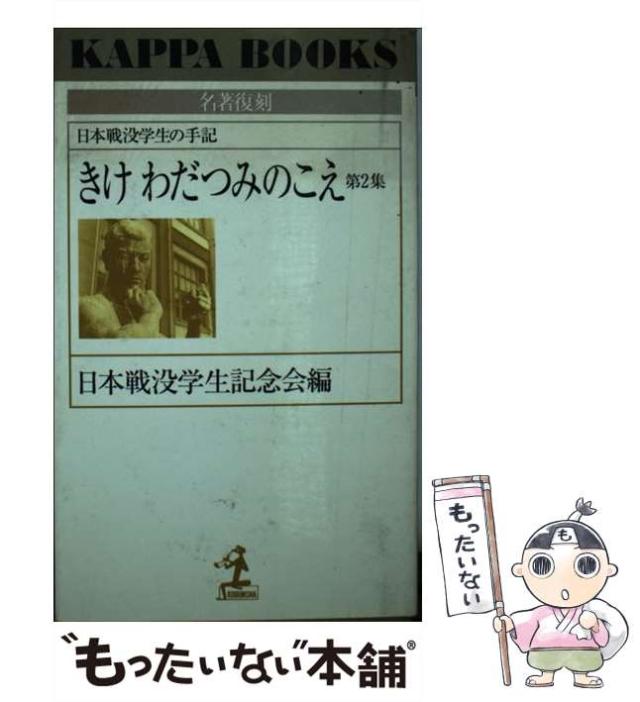 KAPPA BOOKS
名著復刻
日本戦没学生の手記
きけ わだつみのこえ 第2集
日本戦没学生記念会編
KOBUNSHA
も
もったいない
"もったいない"本舗®